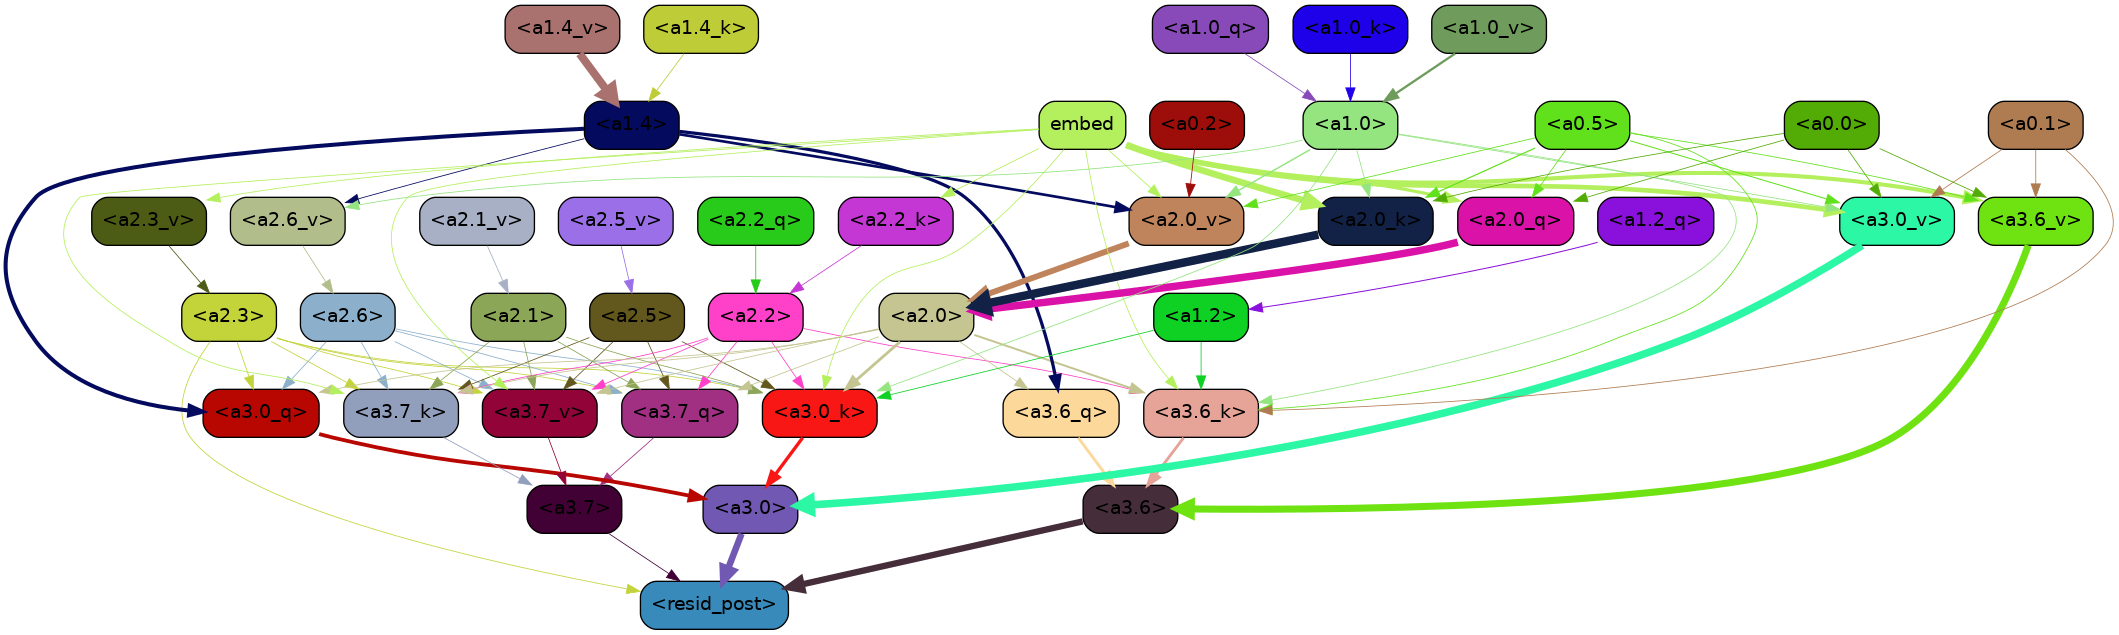 <a1.4_v> <a1.4_k> <a1.0_q> <a1.0_k> <a1.0_v>
<a1.4> embed <a0.2> <a1.0> <a0.5> <a0.0> <a0.1>
<a2.3_v> <a2.6_v> <a2.1_v> <a2.5_v> <a2.2_q> <a2.2_k> <a2.0_v> <a2.0_k> <a2.0_q> <a1.2_q> <a3.0_v> <a3.6_v>
<a2.3> <a2.6> <a2.1> <a2.5> <a2.2> <a2.0> <a1.2>
<a3.0_q> <a3.7_k> <a3.7_v> <a3.7_q> <a3.0_k> <a3.6_q> <a3.6_k>
<a3.7> <a3.0> <a3.6>
<resid_post>